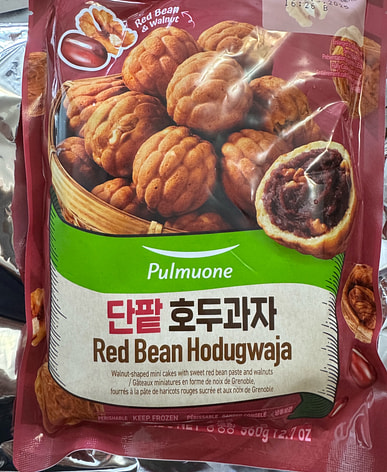 Red Bean
& Walnut
Pulmuone
단팥 호두과자
Red Bean Hodugwaja
Walnut-shaped mini cakes with sweet red bean paste and walnuts
/ Gâteaux miniatures en forme de noix de Grenoble,
fourrés à la pâte de haricots rouges sucrée et aux noix de Grenoble
KEEP FROZEN
360g (12.7 OZ)